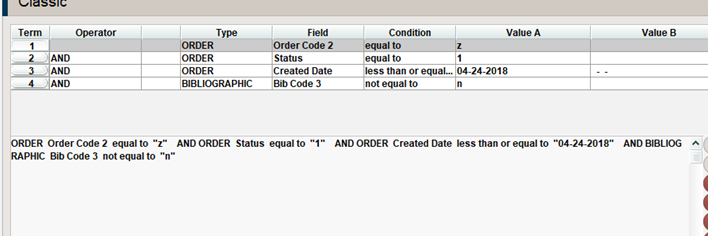 Classic
Term Operator Type Field Condition Value A Value B
1 ORDER Order Code 2 equal to z
2 AND ORDER Status equal to 1
3 AND ORDER Created Date less than or equal... 04-24-2018 - -
4 AND BIBLIOGRAPHIC Bib Code 3 not equal to n
ORDER Order Code 2 equal to "z" AND ORDER Status equal to "1" AND ORDER Created Date less than or equal to "04-24-2018" AND BIBLIOG
RAPHIC Bib Code 3 not equal to "n"